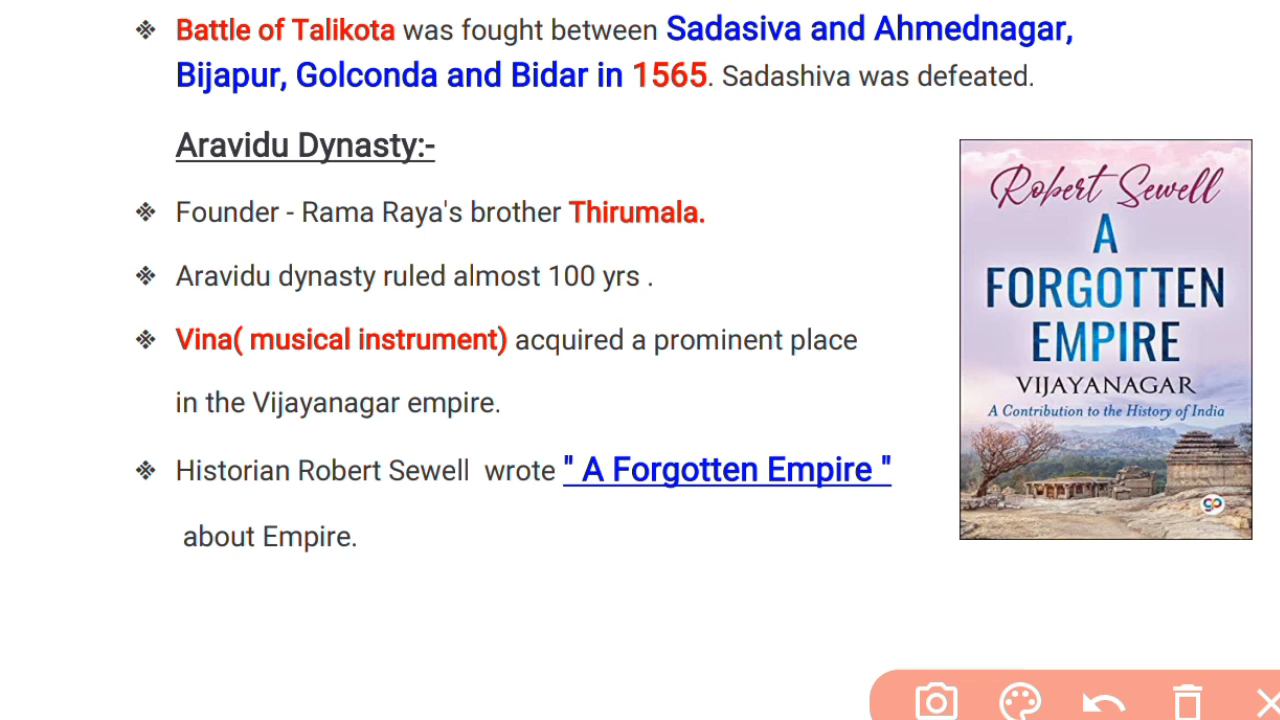 ❖ Battle of Talikota was fought between Sadasiva and Ahmednagar,
Bijapur, Golconda and Bidar in 1565. Sadashiva was defeated.
Aravidu Dynasty:-
❖ Founder - Rama Raya's brother Thirumala.
❖ Aravidu dynasty ruled almost 100 yrs .
❖ Vina( musical instrument) acquired a prominent place
in the Vijayanagar empire.
❖ Historian Robert Sewell wrote " A Forgotten Empire "
about Empire.
Robert Sewell
A
FORGOTTEN
EMPIRE
VIJAYANAGAR
A Contribution to the History of India
gp